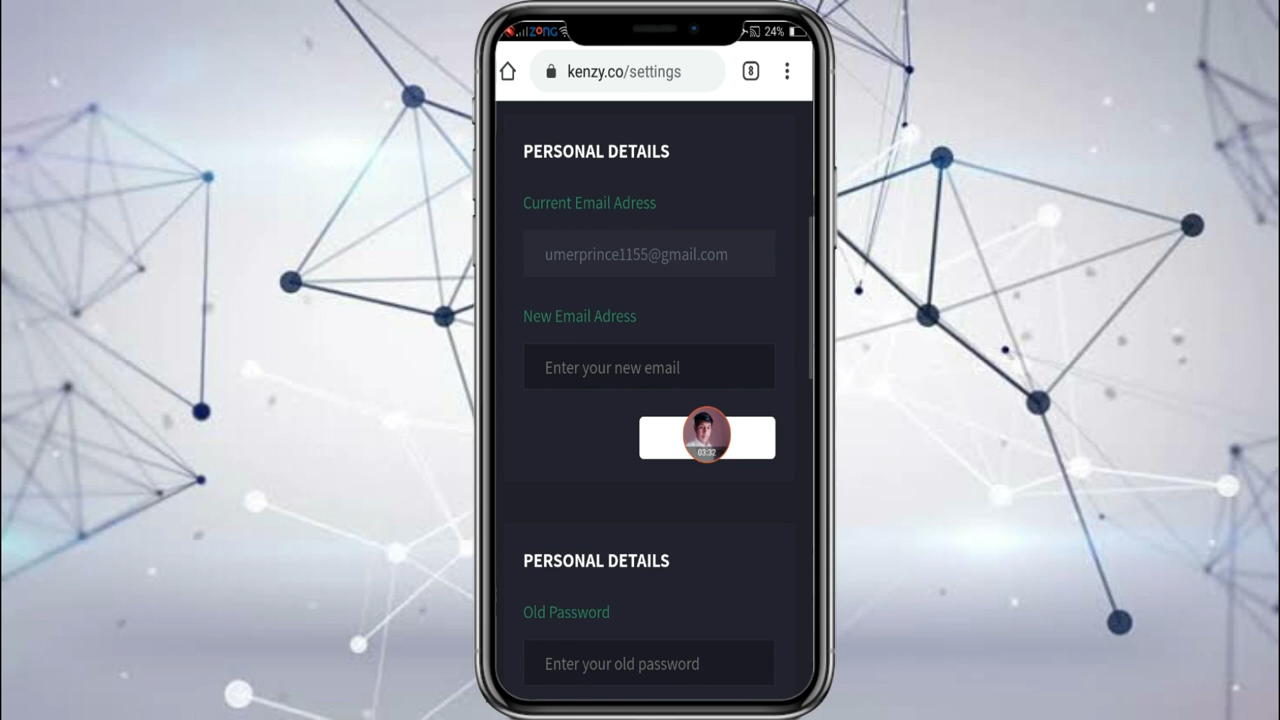 ZONG 24%
kenzy.co/settings 8
PERSONAL DETAILS
Current Email Adress
umerprince1155@gmail.com
New Email Adress
Enter your new email
03:32
PERSONAL DETAILS
Old Password
Enter your old password